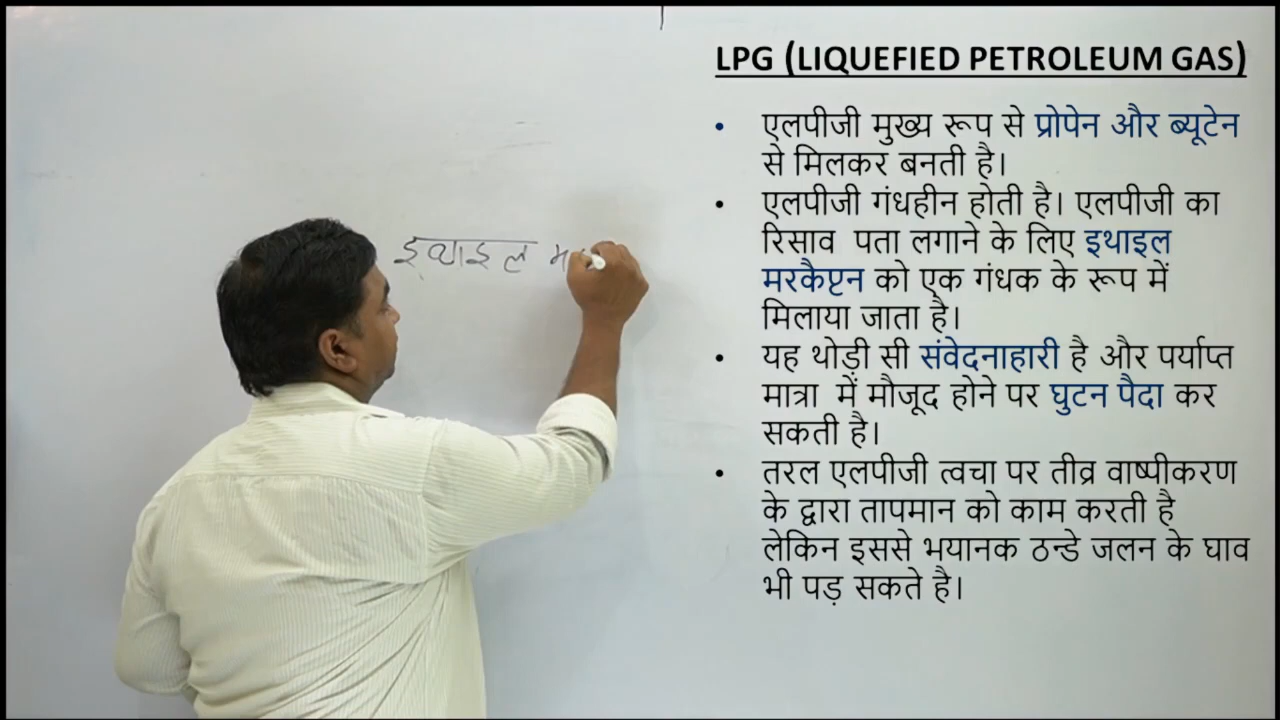 LPG (LIQUEFIED PETROLEUM GAS)
• एलपीजी मुख्य रूप से प्रोपेन और ब्यूटेन
से मिलकर बनती है।
• एलपीजी गंधहीन होती है। एलपीजी का
रिसाव पता लगाने के लिए इथाइल
मरकैप्टन को एक गंधक के रूप में
मिलाया जाता है।
• यह थोड़ी सी संवेदनाहारी है और पर्याप्त
मात्रा में मौजूद होने पर घुटन पैदा कर
सकती है।
• तरल एलपीजी त्वचा पर तीव्र वाष्पीकरण
के द्वारा तापमान को काम करती है
लेकिन इससे भयानक ठन्डे जलन के घाव
भी पड़ सकते है।
इथाइल म